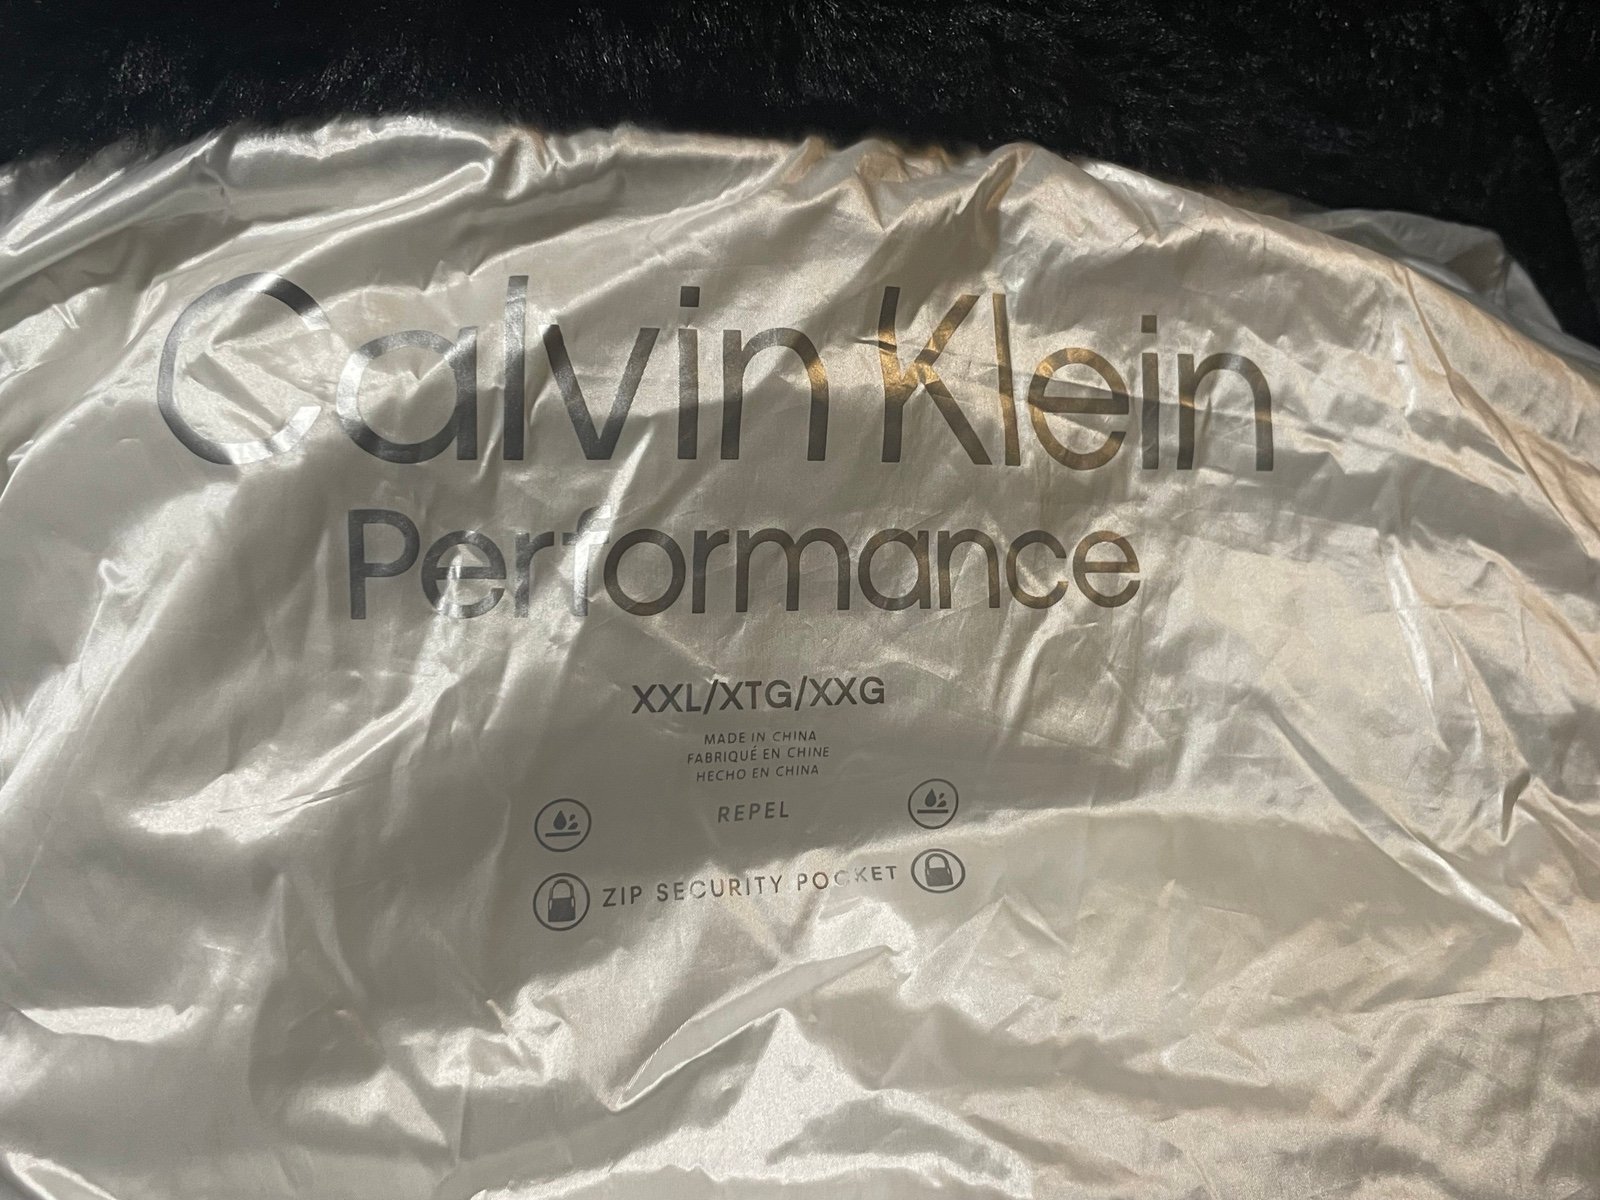 Calvin Klein
Performance
XXL/XTG/XXG
MADE IN CHINA
FABRIQUÉ EN CHINE
HECHO EN CHINA
REPEL
ZIP SECURITY POCKET